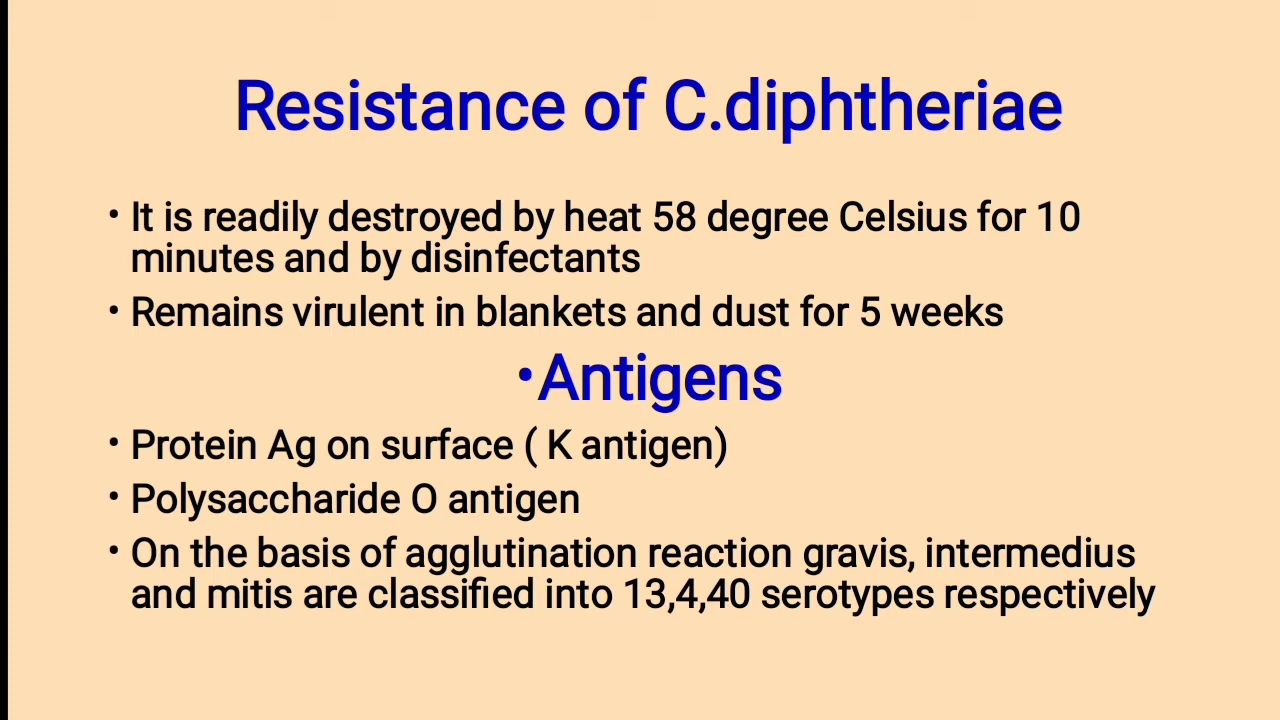 Resistance of C.diphtheriae
• It is readily destroyed by heat 58 degree Celsius for 10
minutes and by disinfectants
• Remains virulent in blankets and dust for 5 weeks
•Antigens
• Protein Ag on surface ( K antigen)
• Polysaccharide O antigen
• On the basis of agglutination reaction gravis, intermedius
and mitis are classified into 13,4,40 serotypes respectively